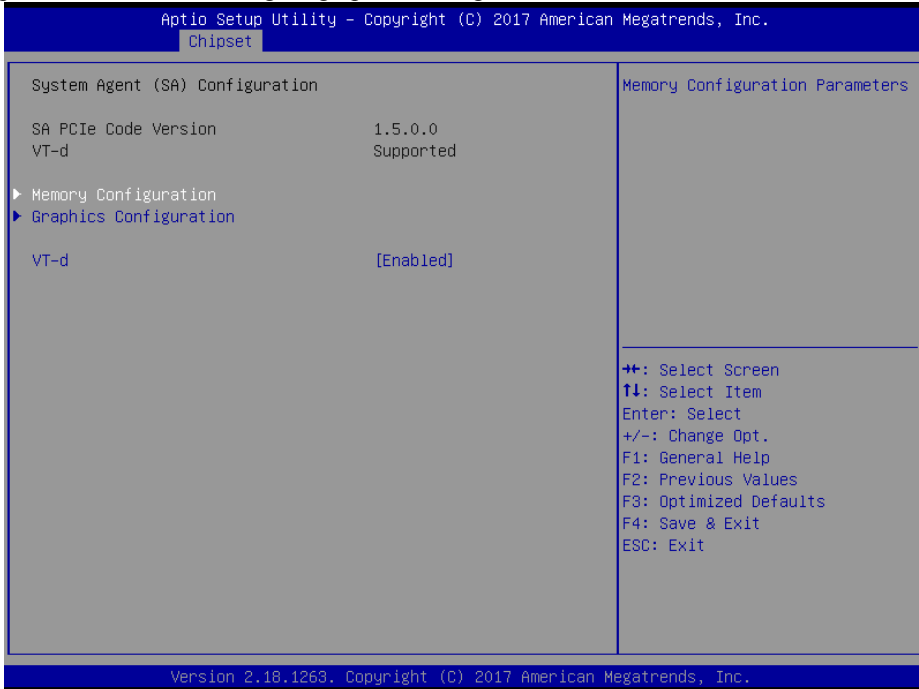 Aptio Setup Utility – Copyright (C) 2017 American Megatrends, Inc.
Chipset
System Agent (SA) Configuration
SA PCIe Code Version 1.5.0.0
VT-d Supported
Memory Configuration
Graphics Configuration
VT-d [Enabled]
Memory Configuration Parameters
→←: Select Screen
↑↓: Select Item
Enter: Select
+/-: Change Opt.
F1: General Help
F2: Previous Values
F3: Optimized Defaults
F4: Save & Exit
ESC: Exit
Version 2.18.1263. Copyright (C) 2017 American Megatrends, Inc.